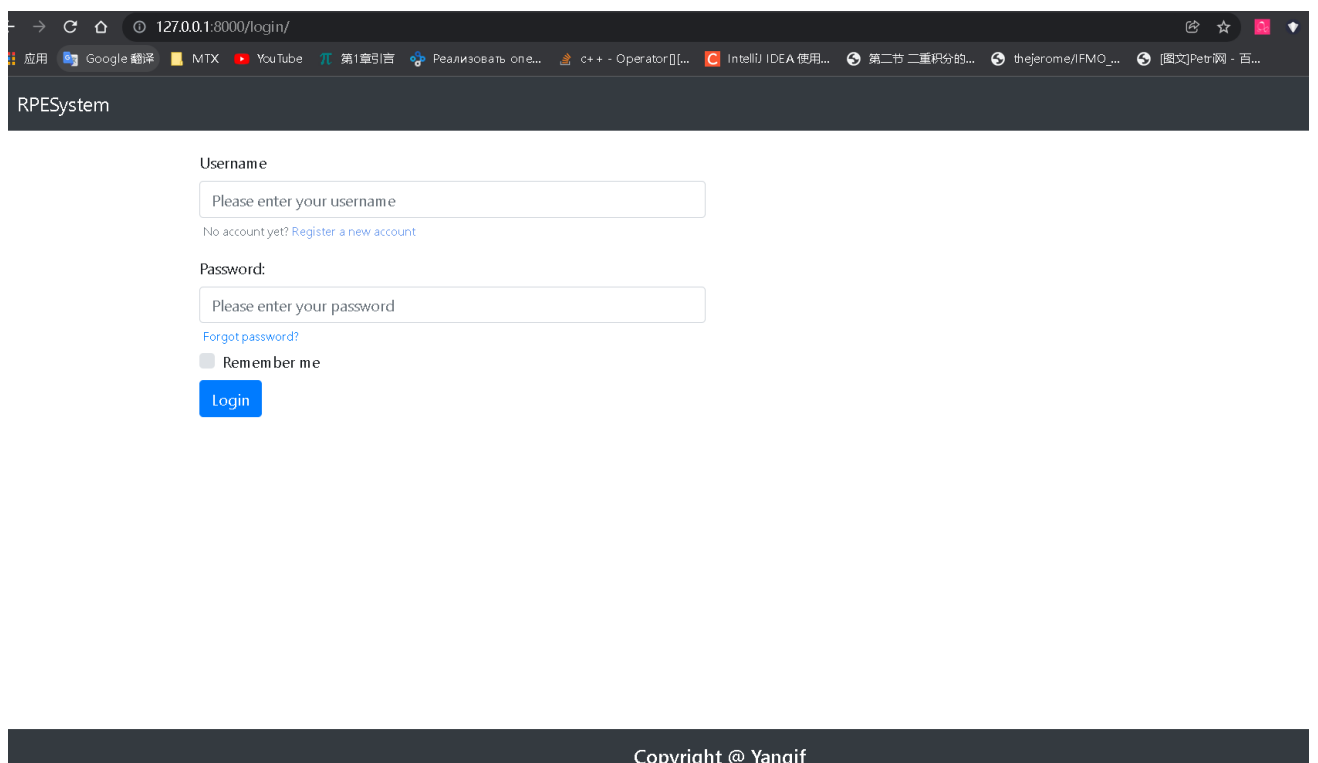 127.0.0.1:8000/login/
应用 Google 翻译 MTX YouTube 第1章引言 Реализовать опе... c++ - Operator[][... IntelliJ IDEA 使用... 第二节 二重积分的... thejerome/IFMO_... [图文]Petri网 - 百...
RPESystem
Username
Please enter your username
No account yet? Register a new account
Password:
Please enter your password
Forgot password?
Remember me
Login
Copyright @ Yangjf